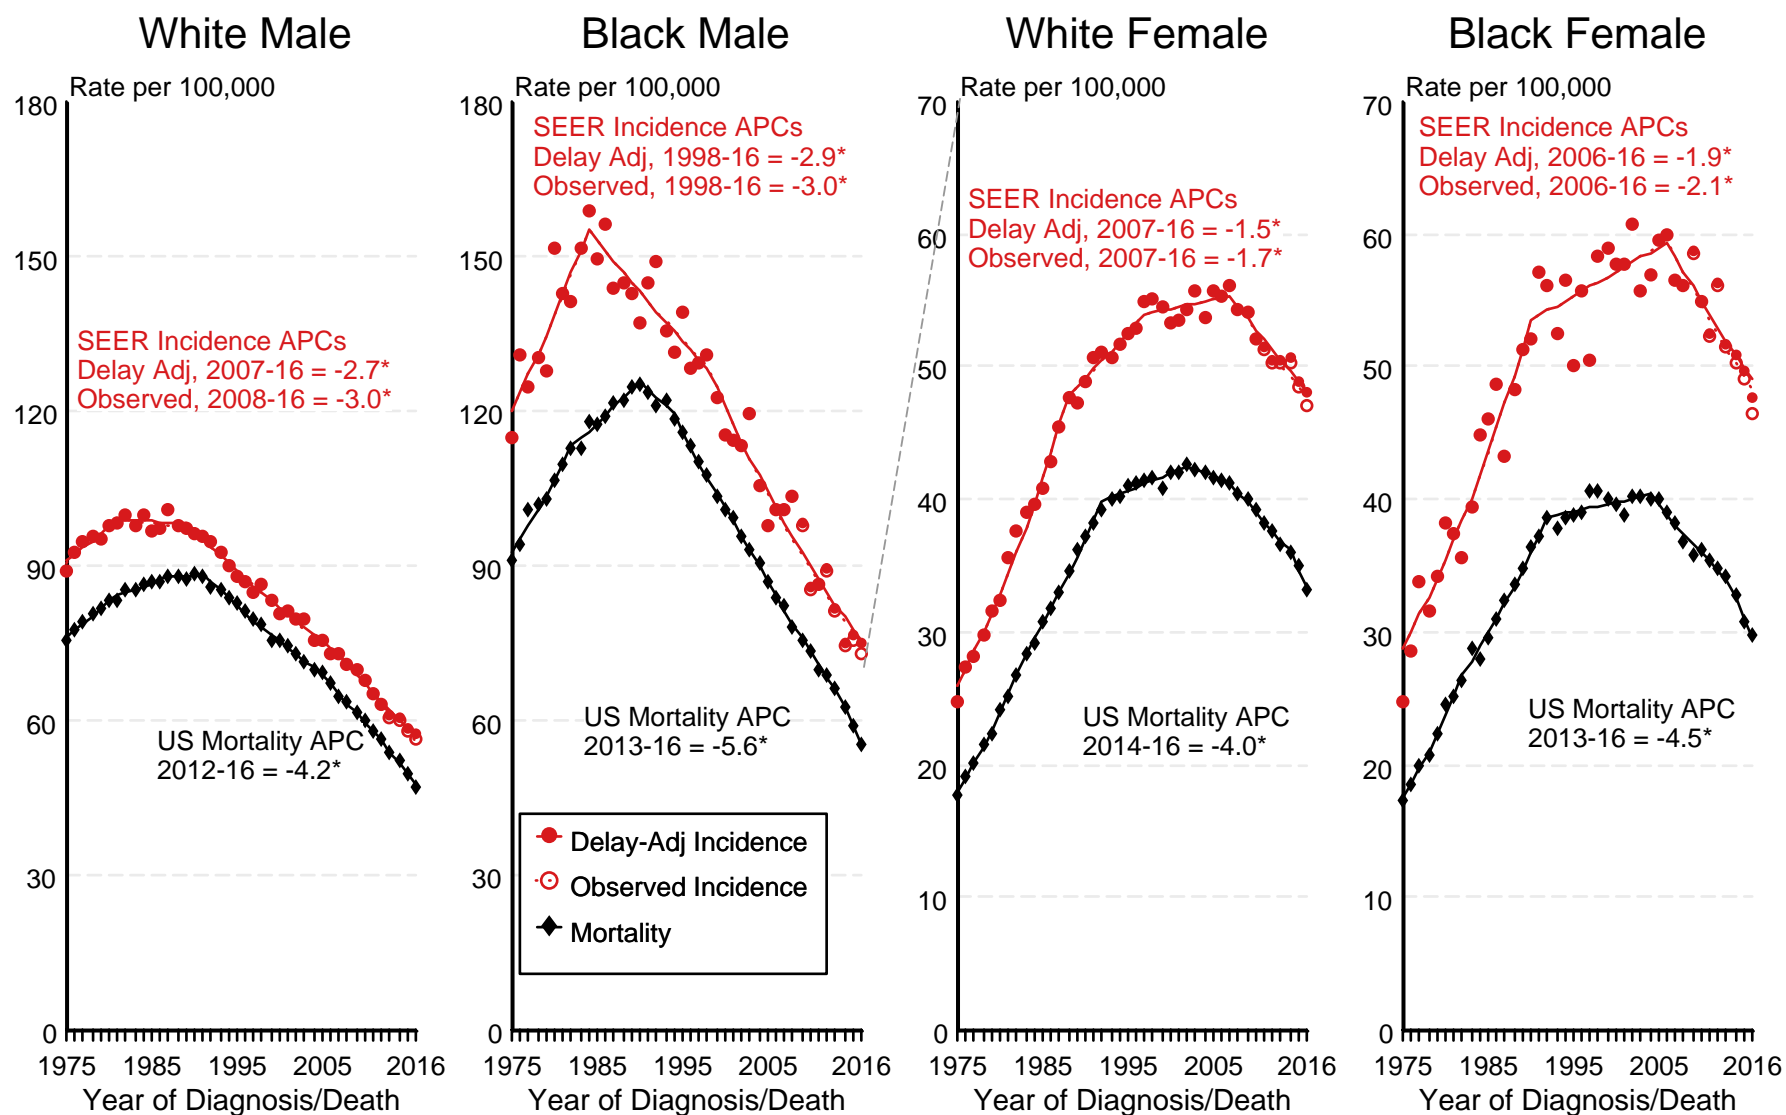 White Male
Rate per 100,000
180
150
120
90
60
30
0
SEER Incidence APCs
Delay Adj, 2007-16 = -2.7*
Observed, 2008-16 = -3.0*
US Mortality APC
2012-16 = -4.2*
1975 1985 1995 2005 2016
Year of Diagnosis/Death
Black Male
Rate per 100,000
180
150
120
90
60
30
0
SEER Incidence APCs
Delay Adj, 1998-16 = -2.9*
Observed, 1998-16 = -3.0*
US Mortality APC
2013-16 = -5.6*
Delay-Adj Incidence
Observed Incidence
Mortality
1975 1985 1995 2005 2016
Year of Diagnosis/Death
White Female
Rate per 100,000
70
60
50
40
30
20
10
0
SEER Incidence APCs
Delay Adj, 2007-16 = -1.5*
Observed, 2007-16 = -1.7*
US Mortality APC
2014-16 = -4.0*
1975 1985 1995 2005 2016
Year of Diagnosis/Death
Black Female
Rate per 100,000
70
60
50
40
30
20
10
0
SEER Incidence APCs
Delay Adj, 2006-16 = -1.9*
Observed, 2006-16 = -2.1*
US Mortality APC
2013-16 = -4.5*
1975 1985 1995 2005 2016
Year of Diagnosis/Death